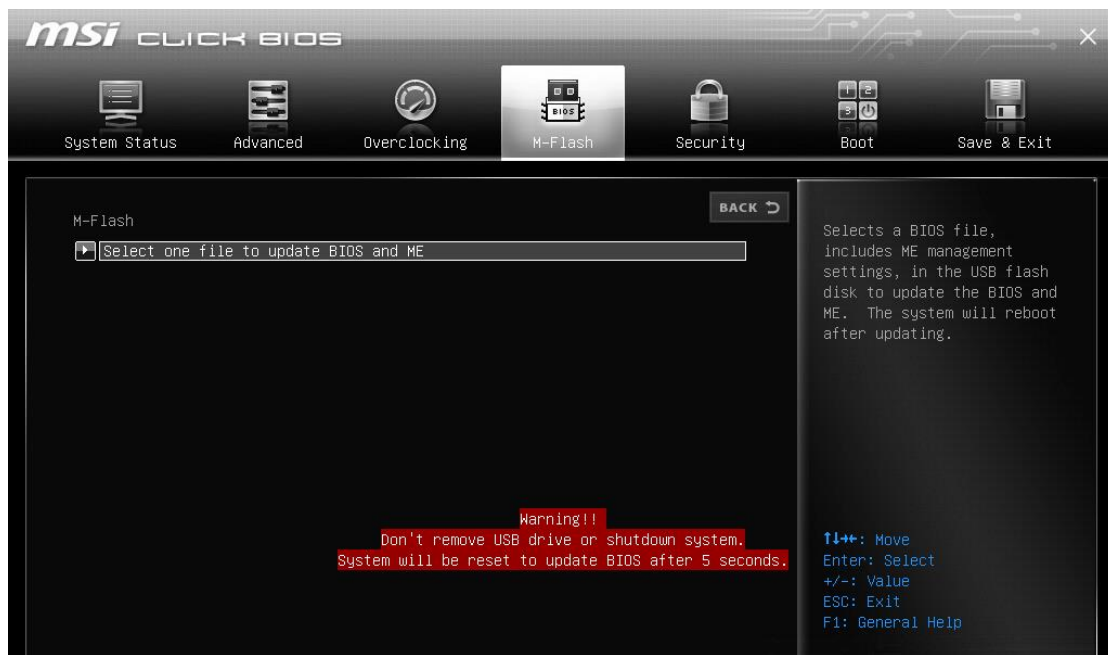 msi CLICK BIOS
System Status
Advanced
Overclocking
BIOS
M-Flash
Security
1 2
3
Boot
Save & Exit
M-Flash
BACK
Select one file to update BIOS and ME
Warning!!
Don't remove USB drive or shutdown system.
System will be reset to update BIOS after 5 seconds.
Selects a BIOS file,
includes ME management
settings, in the USB flash
disk to update the BIOS and
ME.  The system will reboot
after updating.
↑↓→←: Move
Enter: Select
+/-: Value
ESC: Exit
F1: General Help